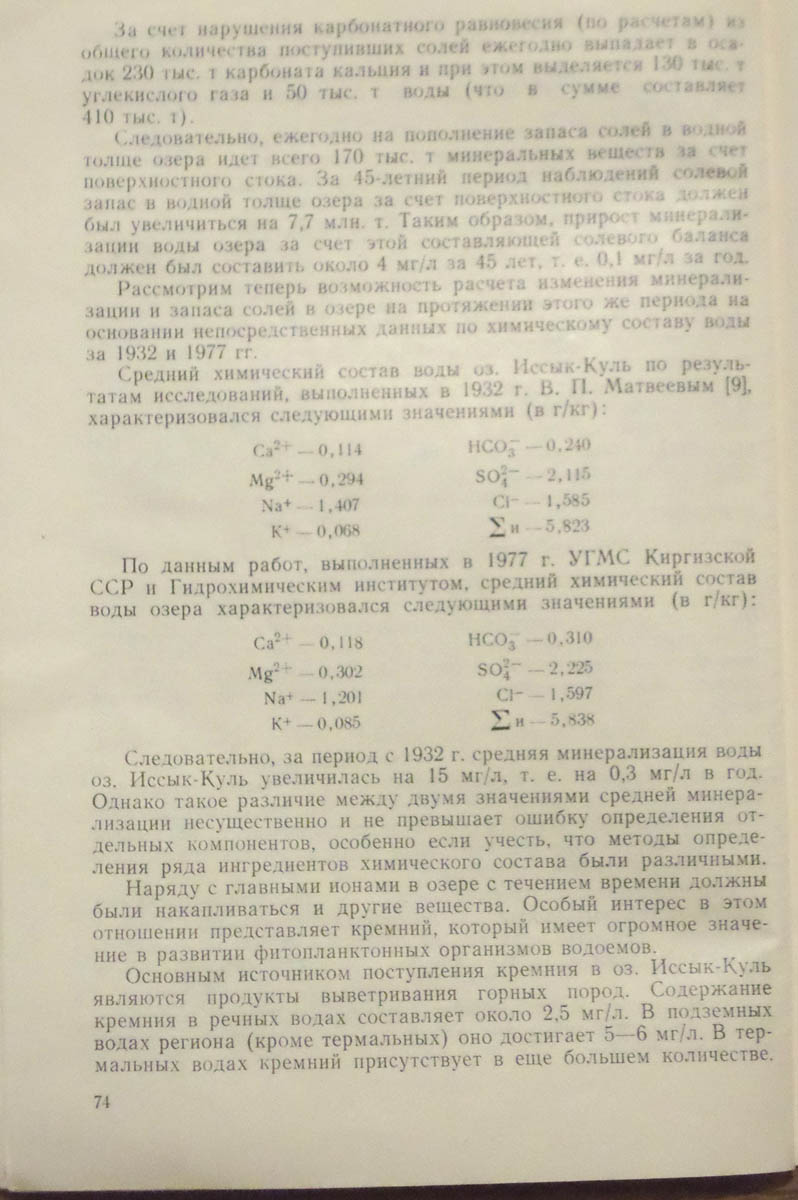 За счет нарушения карбонатного равновесия (по расчетам) из
общего количества поступивших солей ежегодно выпадает в оса-
док 230 тыс. т карбоната кальция и при этом выделяется 130 тыс. т
углекислого газа и 50 тыс. т воды (что в сумме составляет
410 тыс. т).
Следовательно, ежегодно на пополнение запаса солей в водной
толще озера идет всего 170 тыс. т минеральных веществ за счет
поверхностного стока. За 45-летний период наблюдений солевой
запас в водной толще озера за счет поверхностного стока должен
был увеличиться на 7,7 млн. т. Таким образом, прирост минерали-
зации воды озера за счет этой составляющей солевого баланса
должен был составить около 4 мг/л за 45 лет, т. е. 0,1 мг/л за год.
Рассмотрим теперь возможность расчета изменения минерали-
зации и запаса солей в озере на протяжении этого же периода на
основании непосредственных данных по химическому составу воды
за 1932 и 1977 гг.
Средний химический состав воды оз. Иссык-Куль по резуль-
татам исследований, выполненных в 1932 г. В. П. Матвеевым [9],
характеризовался следующими значениями (в г/кг):
Ca²⁺ — 0,114 HCO₃⁻ — 0,240
Mg²⁺ — 0,294 SO₄²⁻ — 2,115
Na⁺ — 1,407 Cl⁻ — 1,585
K⁺ — 0,068 ∑и — 5,823
По данным работ, выполненных в 1977 г. УГМС Киргизской
ССР и Гидрохимическим институтом, средний химический состав
воды озера характеризовался следующими значениями (в г/кг):
Ca²⁺ — 0,118 HCO₃⁻ — 0,310
Mg²⁺ — 0,302 SO₄²⁻ — 2,225
Na⁺ — 1,201 Cl⁻ — 1,597
K⁺ — 0,085 ∑и — 5,838
Следовательно, за период с 1932 г. средняя минерализация воды
оз. Иссык-Куль увеличилась на 15 мг/л, т. е. на 0,3 мг/л в год.
Однако такое различие между двумя значениями средней минера-
лизации несущественно и не превышает ошибку определения от-
дельных компонентов, особенно если учесть, что методы опреде-
ления ряда ингредиентов химического состава были различными.
Наряду с главными ионами в озере с течением времени должны
были накапливаться и другие вещества. Особый интерес в этом
отношении представляет кремний, который имеет огромное значе-
ние в развитии фитопланктонных организмов водоемов.
Основным источником поступления кремния в оз. Иссык-Куль
являются продукты выветривания горных пород. Содержание
кремния в речных водах составляет около 2,5 мг/л. В подземных
водах региона (кроме термальных) оно достигает 5—6 мг/л. В тер-
мальных водах кремний присутствует в еще большем количестве.
74